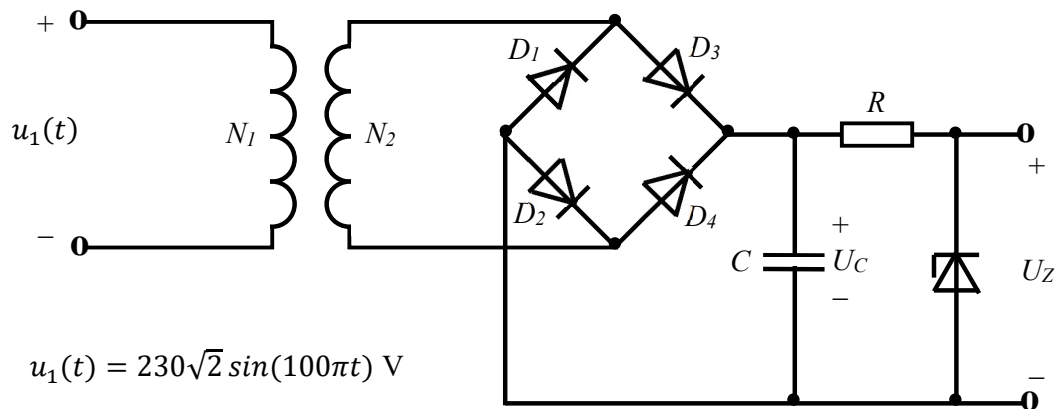 + o
D1 D3
R
u1(t) N1 N2
o
+
D2 D4
− o
+
C UC UZ
−
u1(t) = 230√2 sin(100πt) V
−
o